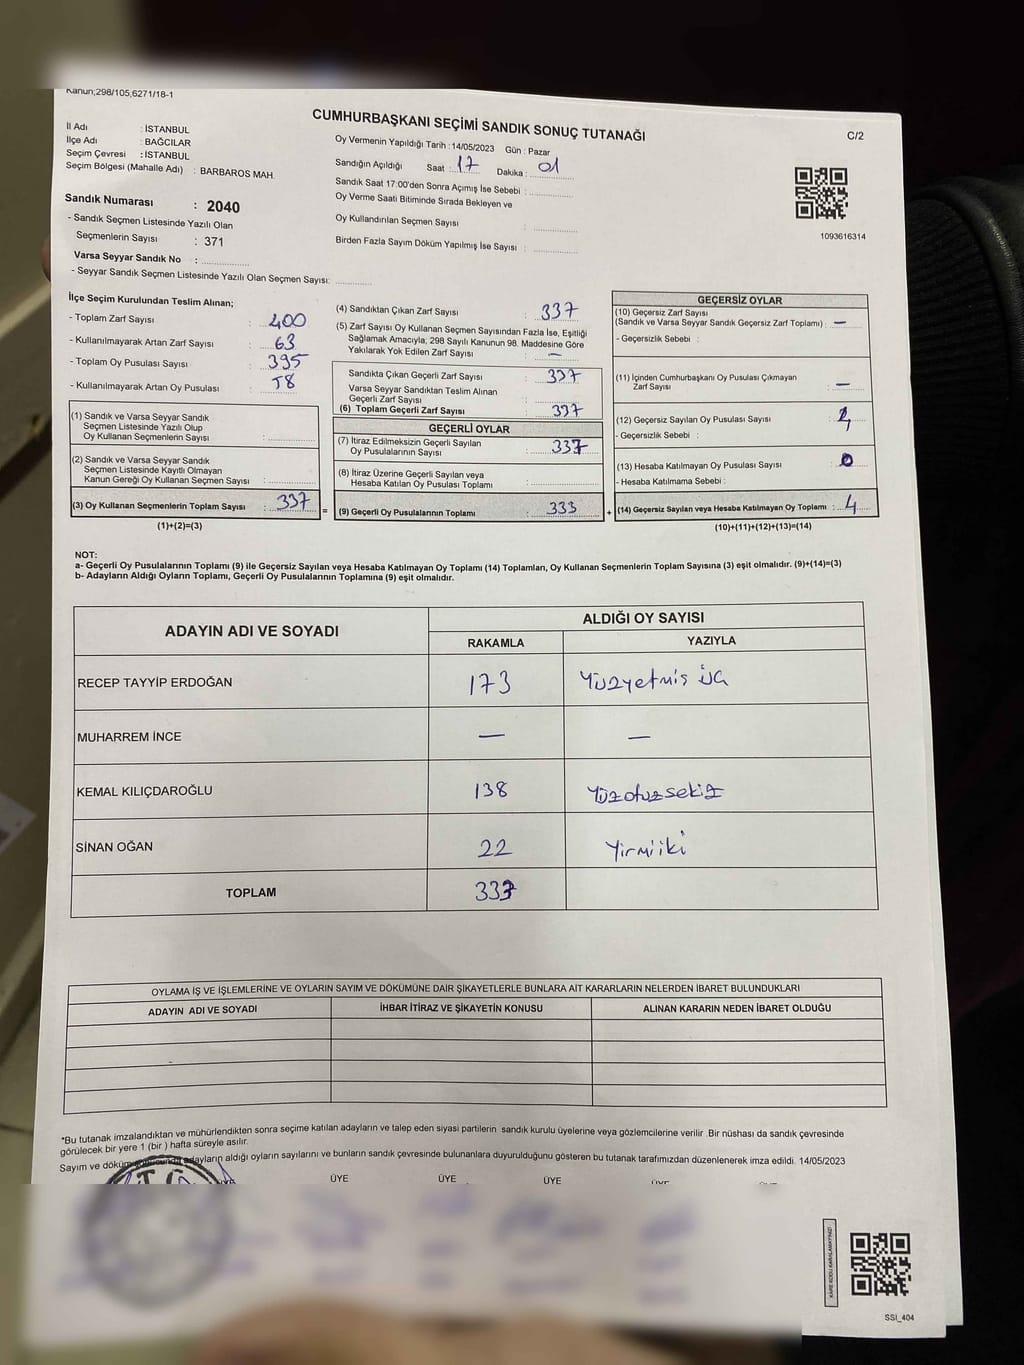 Kanun;298/105,6271/18-1
CUMHURBAŞKANI SEÇİMİ SANDIK SONUÇ TUTANAĞI
C/2
İl Adı : İSTANBUL
İlçe Adı : BAĞCILAR
Seçim Çevresi : İSTANBUL
Seçim Bölgesi (Mahalle Adı) : BARBAROS MAH.
Sandık Numarası : 2040
- Sandık Seçmen Listesinde Yazılı Olan
Seçmenlerin Sayısı : 371
Varsa Seyyar Sandık No :
- Seyyar Sandık Seçmen Listesinde Yazılı Olan Seçmen Sayısı:
Oy Vermenin Yapıldığı Tarih : 14/05/2023 Gün : Pazar
Sandığın Açıldığı Saat : 17 Dakika : 01
Sandık Saat 17:00'den Sonra Açımış İse Sebebi :
Oy Verme Saati Bitiminde Sırada Bekleyen ve
Oy Kullandırılan Seçmen Sayısı :
Birden Fazla Sayım Döküm Yapılmış İse Sayısı :
1093616314
İlçe Seçim Kurulundan Teslim Alınan;
- Toplam Zarf Sayısı : 400
- Kullanılmayarak Artan Zarf Sayısı : 63
- Toplam Oy Pusulası Sayısı : 395
- Kullanılmayarak Artan Oy Pusulası : 58
(1) Sandık ve Varsa Seyyar Sandık
Seçmen Listesinde Yazılı Olup
Oy Kullanan Seçmenlerin Sayısı :
(2) Sandık ve Varsa Seyyar Sandık
Seçmen Listesinde Kayıtlı Olmayan
Kanun Gereği Oy Kullanan Seçmen Sayısı :
(3) Oy Kullanan Seçmenlerin Toplam Sayısı : 337
(1)+(2)=(3)
(4) Sandıktan Çıkan Zarf Sayısı : 337
(5) Zarf Sayısı Oy Kullanan Seçmen Sayısından Fazla İse, Eşitliği
Sağlamak Amacıyla; 298 Sayılı Kanunun 98. Maddesine Göre
Yakılarak Yok Edilen Zarf Sayısı : —
Sandıkta Çıkan Geçerli Zarf Sayısı : 337
Varsa Seyyar Sandıktan Teslim Alınan
Geçerli Zarf Sayısı :
(6) Toplam Geçerli Zarf Sayısı : 337
GEÇERLİ OYLAR
(7) İtiraz Edilmeksizin Geçerli Sayılan
Oy Pusulalarının Sayısı : 337
(8) İtiraz Üzerine Geçerli Sayılan veya
Hesaba Katılan Oy Pusulası Toplamı :
= (9) Geçerli Oy Pusulalarının Toplamı : 333
GEÇERSİZ OYLAR
(10) Geçersiz Zarf Sayısı
(Sandık ve Varsa Seyyar Sandık Geçersiz Zarf Toplamı) : —
- Geçersizlik Sebebi :
(11) İçinden Cumhurbaşkanı Oy Pusulası Çıkmayan
Zarf Sayısı : —
(12) Geçersiz Sayılan Oy Pusulası Sayısı : 4
- Geçersizlik Sebebi :
(13) Hesaba Katılmayan Oy Pusulası Sayısı : 0
- Hesaba Katılmama Sebebi :
+ (14) Geçersiz Sayılan veya Hesaba Katılmayan Oy Toplamı : 4
(10)+(11)+(12)+(13)=(14)
NOT:
a- Geçerli Oy Pusulalarının Toplamı (9) ile Geçersiz Sayılan veya Hesaba Katılmayan Oy Toplamı (14) Toplamları, Oy Kullanan Seçmenlerin Toplam Sayısına (3) eşit olmalıdır. (9)+(14)=(3)
b- Adayların Aldığı Oyların Toplamı, Geçerli Oy Pusulalarının Toplamına (9) eşit olmalıdır.
ADAYIN ADI VE SOYADI
ALDIĞI OY SAYISI
RAKAMLA YAZIYLA
RECEP TAYYİP ERDOĞAN 173 Yüzyetmiş üç
MUHARREM İNCE — —
KEMAL KILIÇDAROĞLU 138 Yüzotuzsekiz
SİNAN OĞAN 22 Yirmiiki
TOPLAM 337
OYLAMA İŞ VE İŞLEMLERİNE VE OYLARIN SAYIM VE DÖKÜMÜNE DAİR ŞİKAYETLERLE BUNLARA AİT KARARLARIN NELERDEN İBARET BULUNDUKLARI
ADAYIN ADI VE SOYADI İHBAR İTİRAZ VE ŞİKAYETİN KONUSU ALINAN KARARIN NEDEN İBARET OLDUĞU
*Bu tutanak imzalandıktan ve mühürlendikten sonra seçime katılan adayların ve talep eden siyasi partilerin sandık kurulu üyelerine veya gözlemcilerine verilir .Bir nüshası da sandık çevresinde
görülecek bir yere 1 (bir ) hafta süreyle asılır.
Sayım ve döküm adayların aldığı oyların sayılarını ve bunların sandık çevresinde bulunanlara duyurulduğunu gösteren bu tutanak tarafımızdan düzenlenerek imza edildi. 14/05/2023
ÜYE ÜYE ÜYE
SSI_404